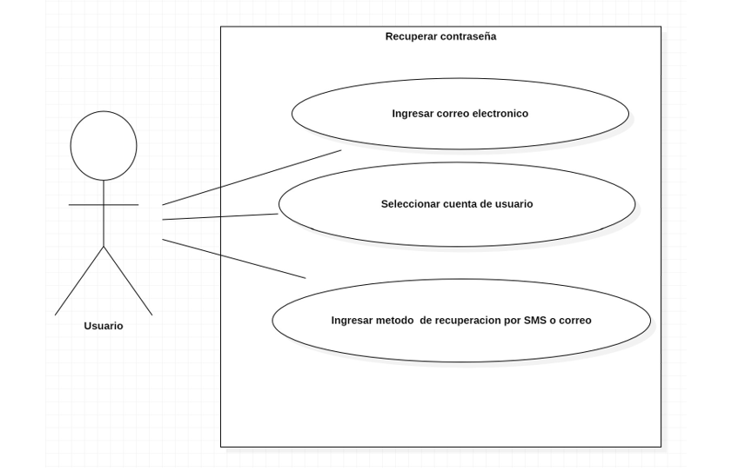 Recuperar contraseña
Ingresar correo electronico
Seleccionar cuenta de usuario
Ingresar metodo  de recuperacion por SMS o correo
Usuario